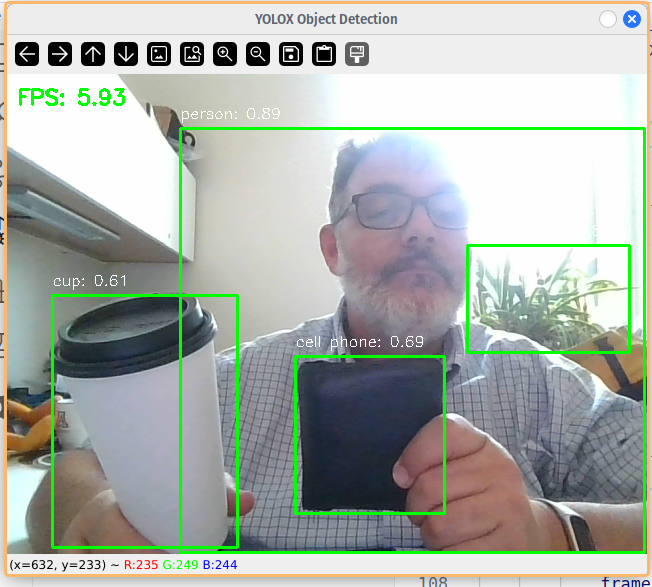 YOLOX Object Detection
FPS: 5.93
person: 0.89
cup: 0.61
cell phone: 0.69
(x=632, y=233) ~ R:235 G:249 B:244
108
frame